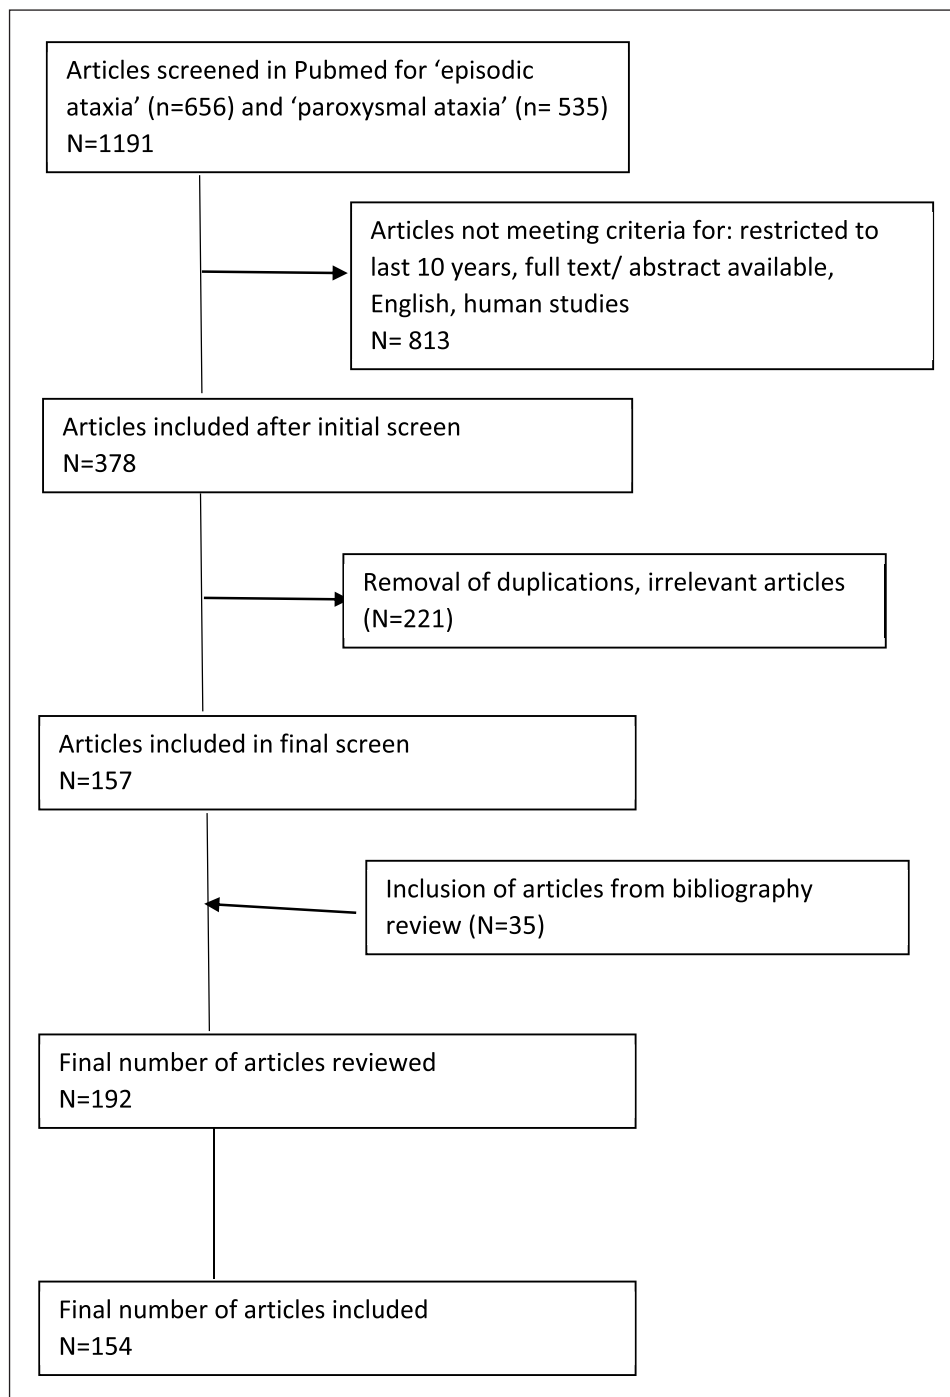 Articles screened in Pubmed for ‘episodic
ataxia’ (n=656) and ‘paroxysmal ataxia’ (n= 535)
N=1191
Articles not meeting criteria for: restricted to
last 10 years, full text/ abstract available,
English, human studies
N= 813
Articles included after initial screen
N=378
Removal of duplications, irrelevant articles
(N=221)
Articles included in final screen
N=157
Inclusion of articles from bibliography
review (N=35)
Final number of articles reviewed
N=192
Final number of articles included
N=154